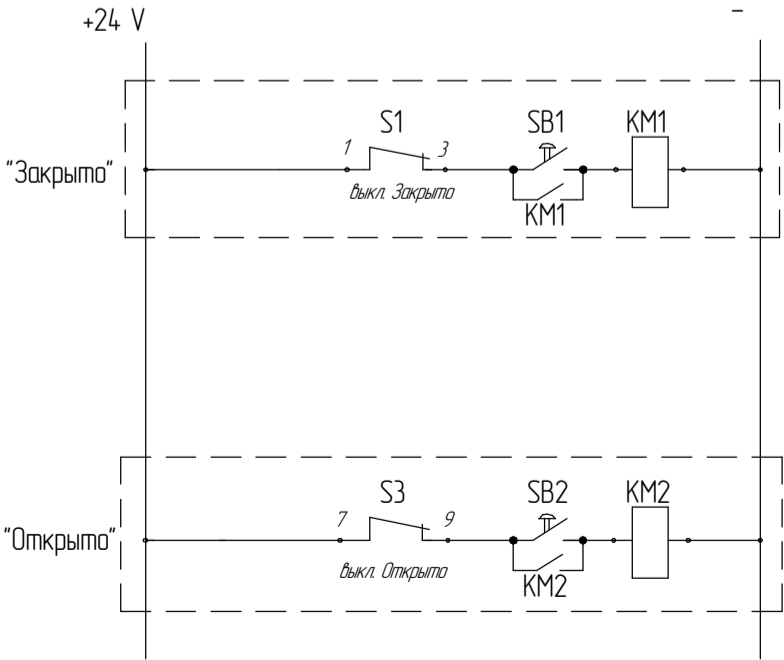 +24 V –
S1 SB1 KM1
1 3
"Закрыто"
выкл. Закрыто
KM1
S3 SB2 KM2
7 9
"Открыто"
выкл. Открыто
KM2